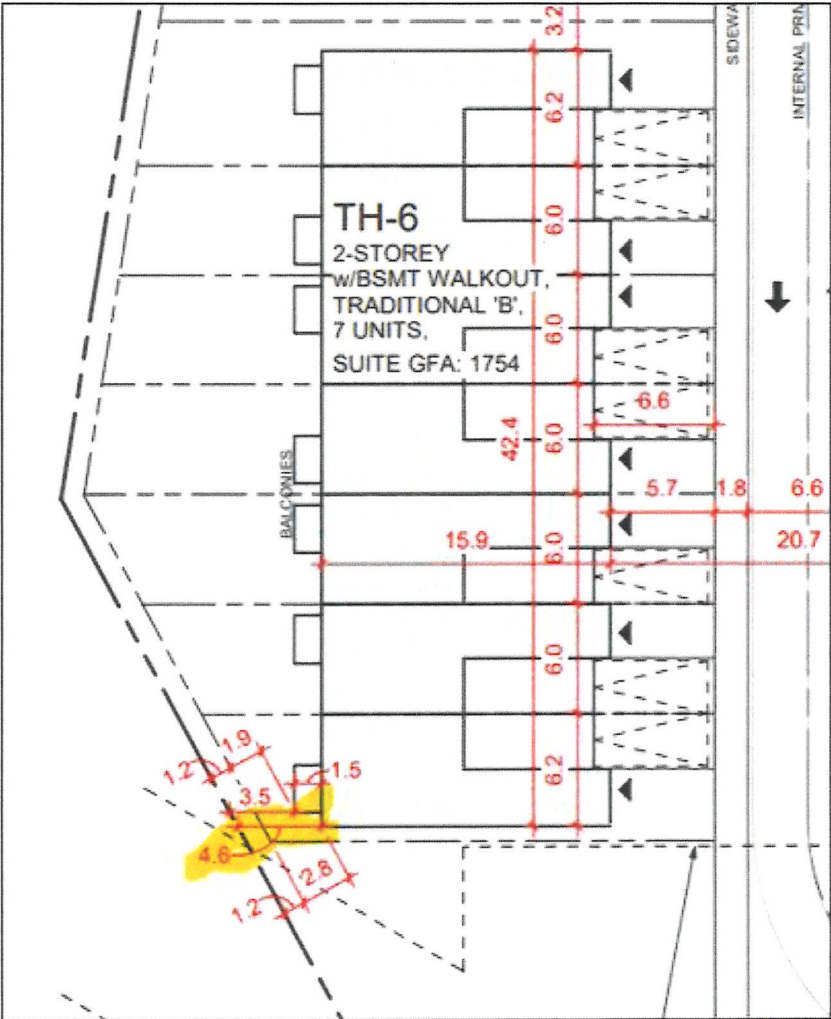 3.2
SIDEWA
INTERNAL PRN
6.2
TH-6
2-STOREY
w/BSMT WALKOUT,
TRADITIONAL 'B',
7 UNITS,
SUITE GFA: 1754
6.0
6.0
6.6
42.4
6.0
BALCONIES
5.7
1.8
6.6
15.9
6.0
20.7
6.0
1.9
1.2
1.5
6.2
3.5
4.6
2.8
1.2